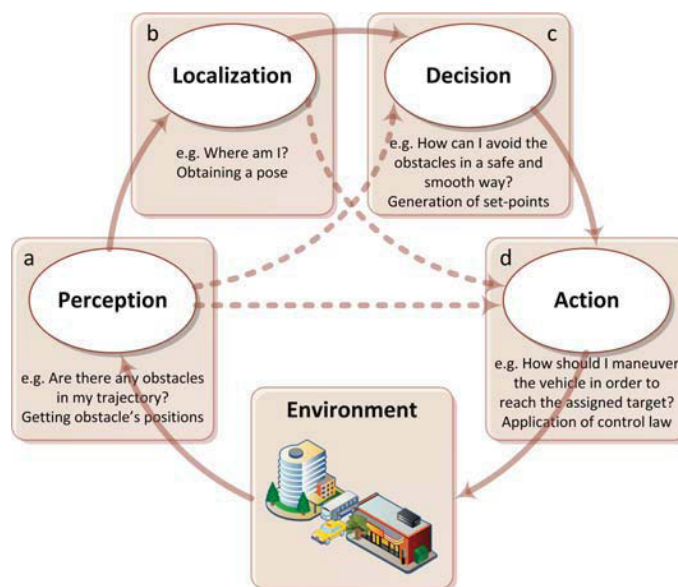 b
Localization
e.g. Where am I?
Obtaining a pose
c
Decision
e.g. How can I avoid the
obstacles in a safe and
smooth way?
Generation of set-points
a
Perception
e.g. Are there any obstacles
in my trajectory?
Getting obstacle's positions
d
Action
e.g. How should I maneuver
the vehicle in order to
reach the assigned target?
Application of control law
Environment